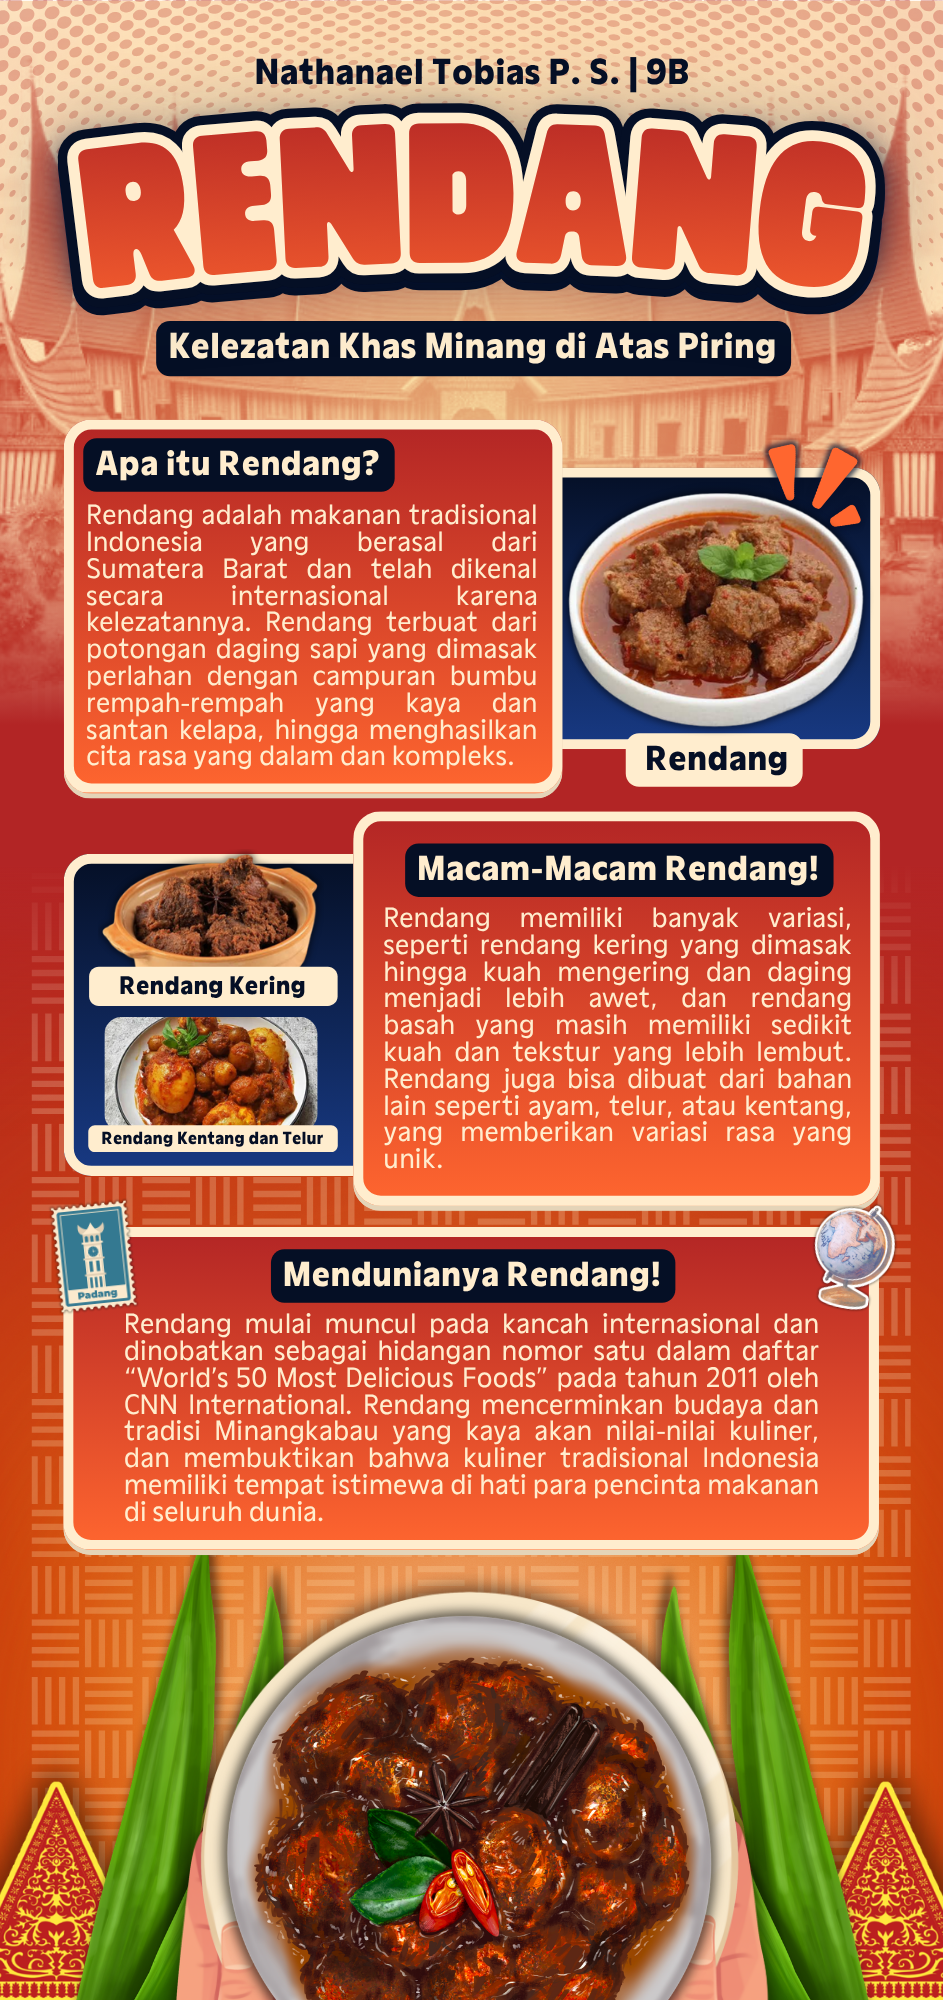 Nathanael Tobias P. S. | 9B
RENDANG
Kelezatan Khas Minang di Atas Piring
Apa itu Rendang?
Rendang adalah makanan tradisional
Indonesia yang berasal dari
Sumatera Barat dan telah dikenal
secara internasional karena
kelezatannya. Rendang terbuat dari
potongan daging sapi yang dimasak
perlahan dengan campuran bumbu
rempah-rempah yang kaya dan
santan kelapa, hingga menghasilkan
cita rasa yang dalam dan kompleks.
Rendang
Macam-Macam Rendang!
Rendang memiliki banyak variasi,
seperti rendang kering yang dimasak
hingga kuah mengering dan daging
menjadi lebih awet, dan rendang
basah yang masih memiliki sedikit
kuah dan tekstur yang lebih lembut.
Rendang juga bisa dibuat dari bahan
lain seperti ayam, telur, atau kentang,
yang memberikan variasi rasa yang
unik.
Rendang Kering
Rendang Kentang dan Telur
Padang
Mendunianya Rendang!
Rendang mulai muncul pada kancah internasional dan
dinobatkan sebagai hidangan nomor satu dalam daftar
“World’s 50 Most Delicious Foods” pada tahun 2011 oleh
CNN International. Rendang mencerminkan budaya dan
tradisi Minangkabau yang kaya akan nilai-nilai kuliner,
dan membuktikan bahwa kuliner tradisional Indonesia
memiliki tempat istimewa di hati para pencinta makanan
di seluruh dunia.